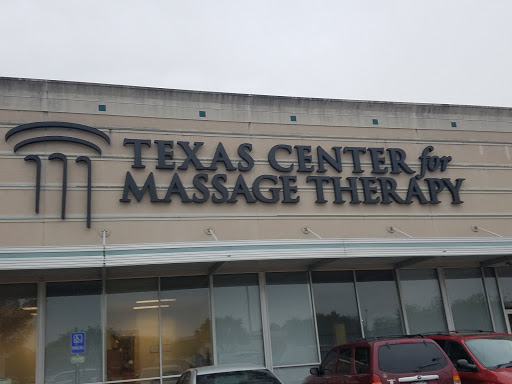 TEXAS CENTER for
MASSAGE THERAPY